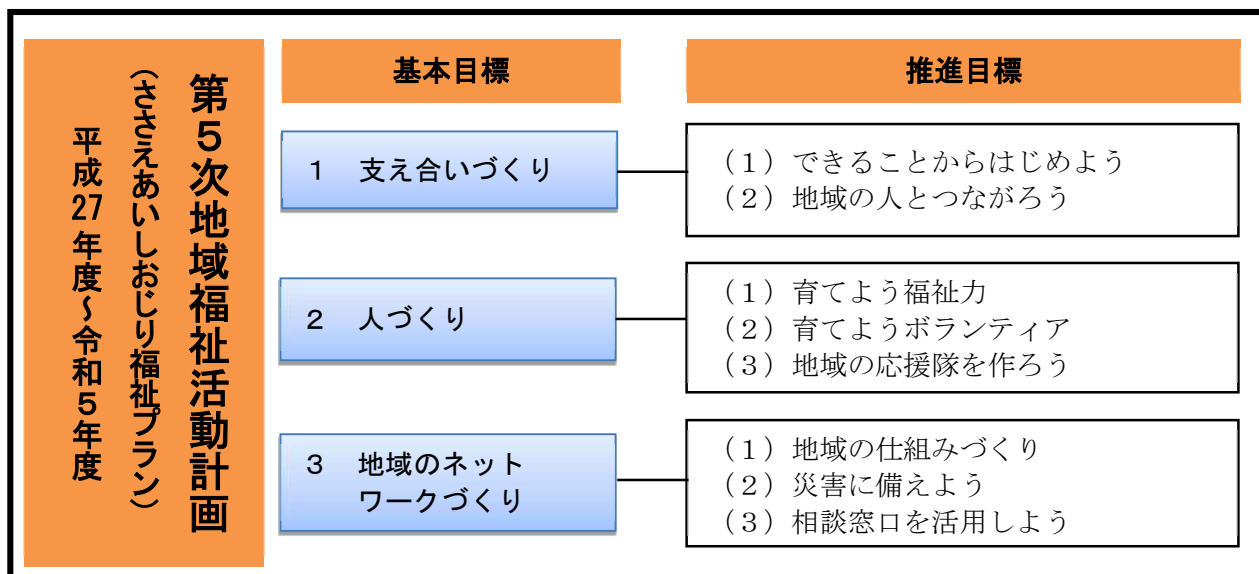 第５次地域福祉活動計画
（ささえあいしおじり福祉プラン）
平成27年度～令和５年度
基本目標
推進目標
１　支え合いづくり
（１）できることからはじめよう
（２）地域の人とつながろう
２　人づくり
（１）育てよう福祉力
（２）育てようボランティア
（３）地域の応援隊を作ろう
３　地域のネット
ワークづくり
（１）地域の仕組みづくり
（２）災害に備えよう
（３）相談窓口を活用しよう